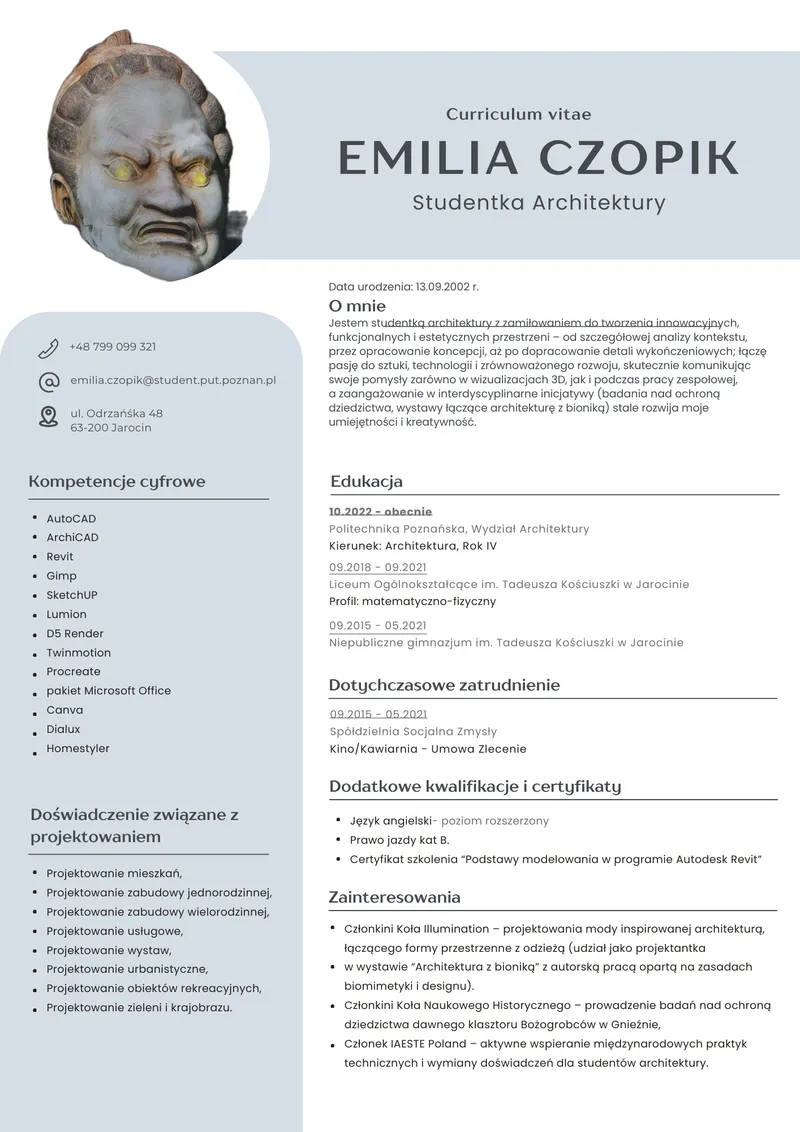 Curriculum vitae
EMILIA CZOPIK
Studentka Architektury
+48 799 099 321
emilia.czopik@student.put.poznan.pl
ul. Odrzańśka 48
63-200 Jarocin
Kompetencje cyfrowe
• AutoCAD
• ArchiCAD
• Revit
• Gimp
• SketchUP
• Lumion
• D5 Render
• Twinmotion
• Procreate
• pakiet Microsoft Office
• Canva
• Dialux
• Homestyler
Doświadczenie związane z
projektowaniem
• Projektowanie mieszkań,
• Projektowanie zabudowy jednorodzinnej,
• Projektowanie zabudowy wielorodzinnej,
• Projektowanie usługowe,
• Projektowanie wystaw,
• Projektowanie urbanistyczne,
• Projektowanie obiektów rekreacyjnych,
• Projektowanie zieleni i krajobrazu.
Data urodzenia: 13.09.2002 r.
O mnie
Jestem studentką architektury z zamiłowaniem do tworzenia innowacyjnych,
funkcjonalnych i estetycznych przestrzeni – od szczegółowej analizy kontekstu,
przez opracowanie koncepcji, aż po dopracowanie detali wykończeniowych; łączę
pasję do sztuki, technologii i zrównoważonego rozwoju, skutecznie komunikując
swoje pomysły zarówno w wizualizacjach 3D, jak i podczas pracy zespołowej,
a zaangażowanie w interdyscyplinarne inicjatywy (badania nad ochroną
dziedzictwa, wystawy łączące architekturę z bioniką) stale rozwija moje
umiejętności i kreatywność.
Edukacja
10.2022 - obecnie
Politechnika Poznańska, Wydział Architektury
Kierunek: Architektura, Rok IV
09.2018 - 09.2021
Liceum Ogólnokształcące im. Tadeusza Kościuszki w Jarocinie
Profil: matematyczno-fizyczny
09.2015 - 05.2021
Niepubliczne gimnazjum im. Tadeusza Kościuszki w Jarocinie
Dotychczasowe zatrudnienie
09.2015 - 05.2021
Spółdzielnia Socjalna Zmysły
Kino/Kawiarnia - Umowa Zlecenie
Dodatkowe kwalifikacje i certyfikaty
• Język angielski- poziom rozszerzony
• Prawo jazdy kat B.
• Certyfikat szkolenia “Podstawy modelowania w programie Autodesk Revit”
Zainteresowania
• Członkini Koła Illumination – projektowania mody inspirowanej architekturą,
łączącego formy przestrzenne z odzieżą (udział jako projektantka
• w wystawie “Architektura z bioniką” z autorską pracą opartą na zasadach
biomimetyki i designu).
• Członkini Koła Naukowego Historycznego – prowadzenie badań nad ochroną
dziedzictwa dawnego klasztoru Bożogrobców w Gnieźnie,
• Członek IAESTE Poland – aktywne wspieranie międzynarodowych praktyk
technicznych i wymiany doświadczeń dla studentów architektury.